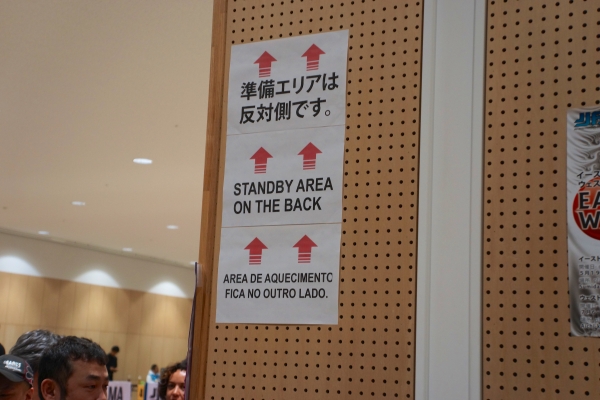 準備エリアは
反対側です。
STANDBY AREA
ON THE BACK
AREA DE AQUECIMENTO
FICA NO OUTRO LADO.